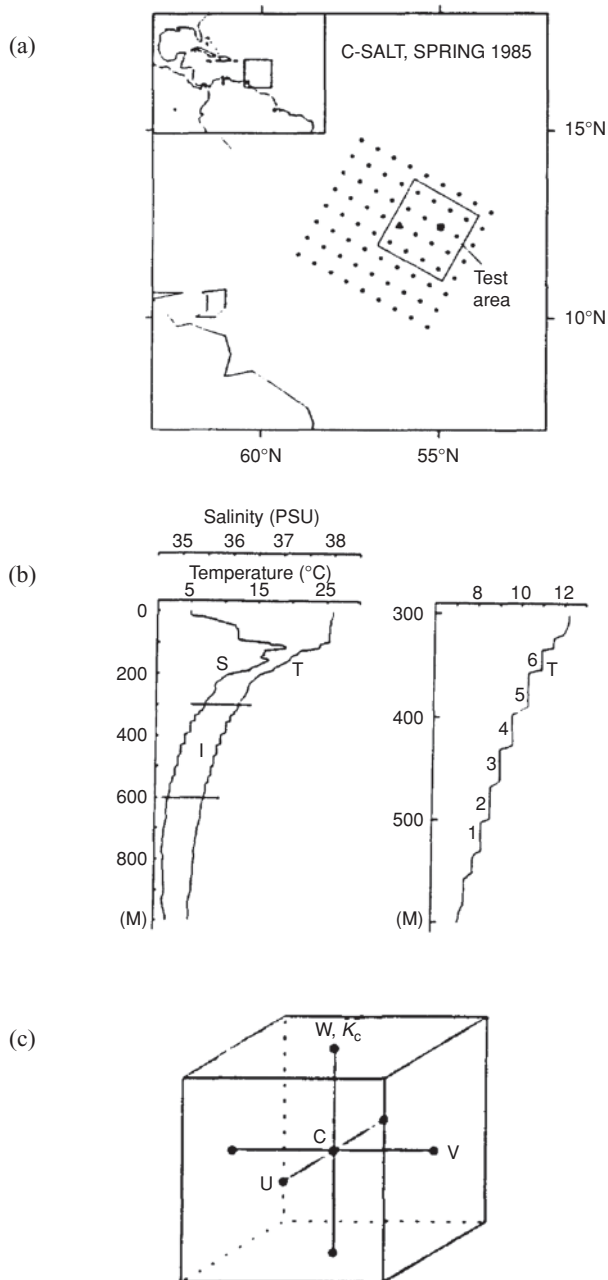 (a)
C-SALT, SPRING 1985
15°N
Test
area
10°N
60°N
55°N
(b)
Salinity (PSU)
35 36 37 38
Temperature (°C)
5 15 25
8 10 12
0
300
6
S T
T
200
5
400
400
4
I
3
600
2
500
1
800
(M)
(M)
(c)
W, Kc
C
V
U